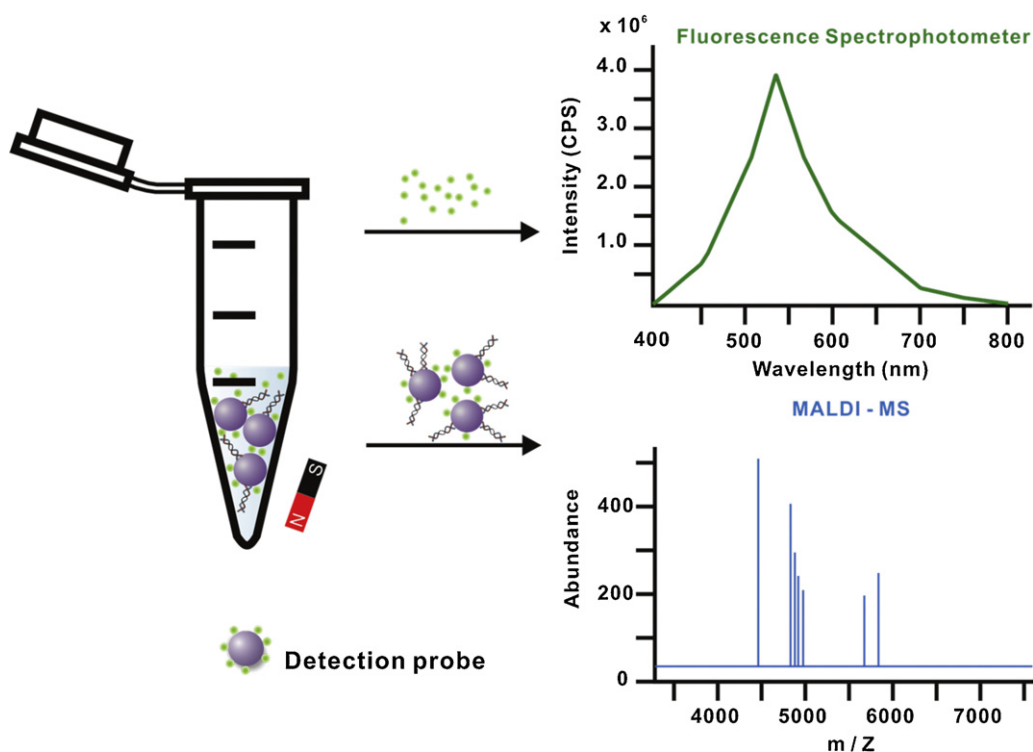 x 10⁶
Fluorescence Spectrophotometer
4.0
3.0
2.0
1.0
Intensity (CPS)
400 500 600 700 800
Wavelength (nm)
S
N
Detection probe
MALDI - MS
400
200
0
Abundance
4000 5000 6000 7000
m / Z